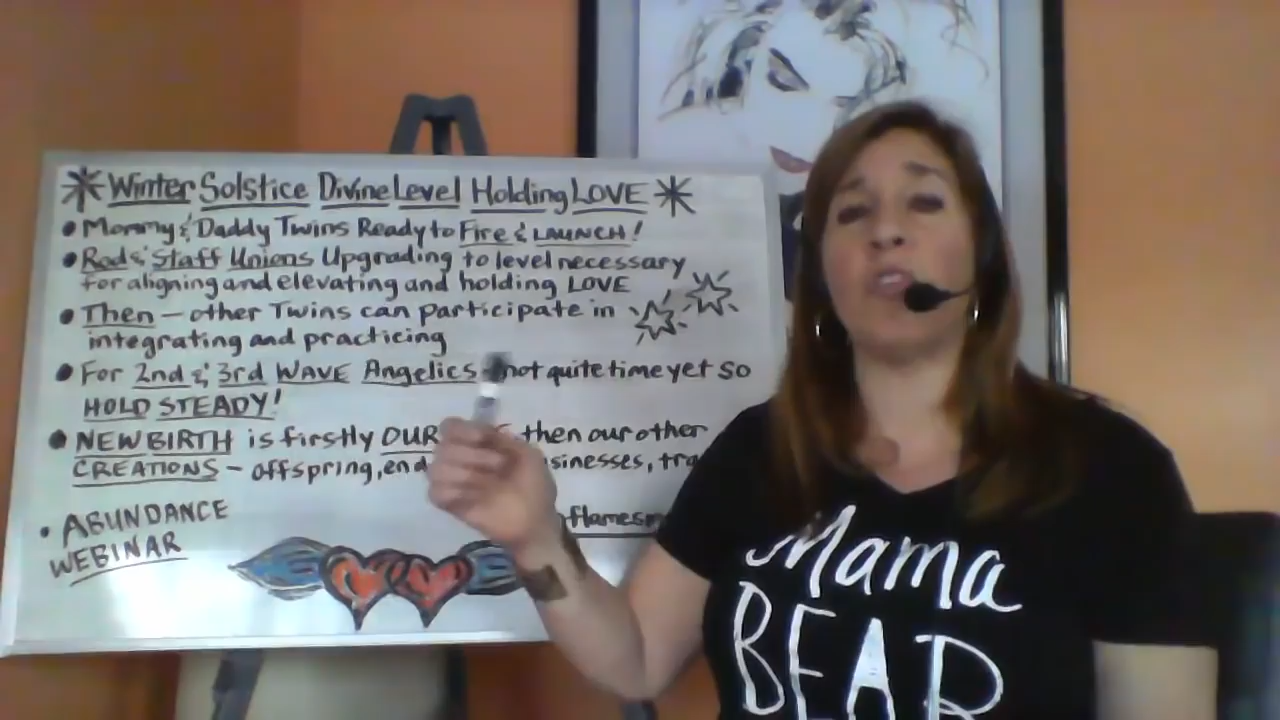 Winter Solstice Divine Level Holding LOVE
• Mommy & Daddy Twins Ready to Fire & LAUNCH!
• Rod & Staff Unions Upgrading to level necessary
for aligning and elevating and holding LOVE
• Then – other Twins can participate in
integrating and practicing
• For 2nd & 3rd WAVE Angelics - not quite time yet so
HOLD STEADY!
• NEW BIRTH is firstly OUR then our other
CREATIONS – offspring,
• ABUNDANCE
WEBINAR
Mama
BEAR